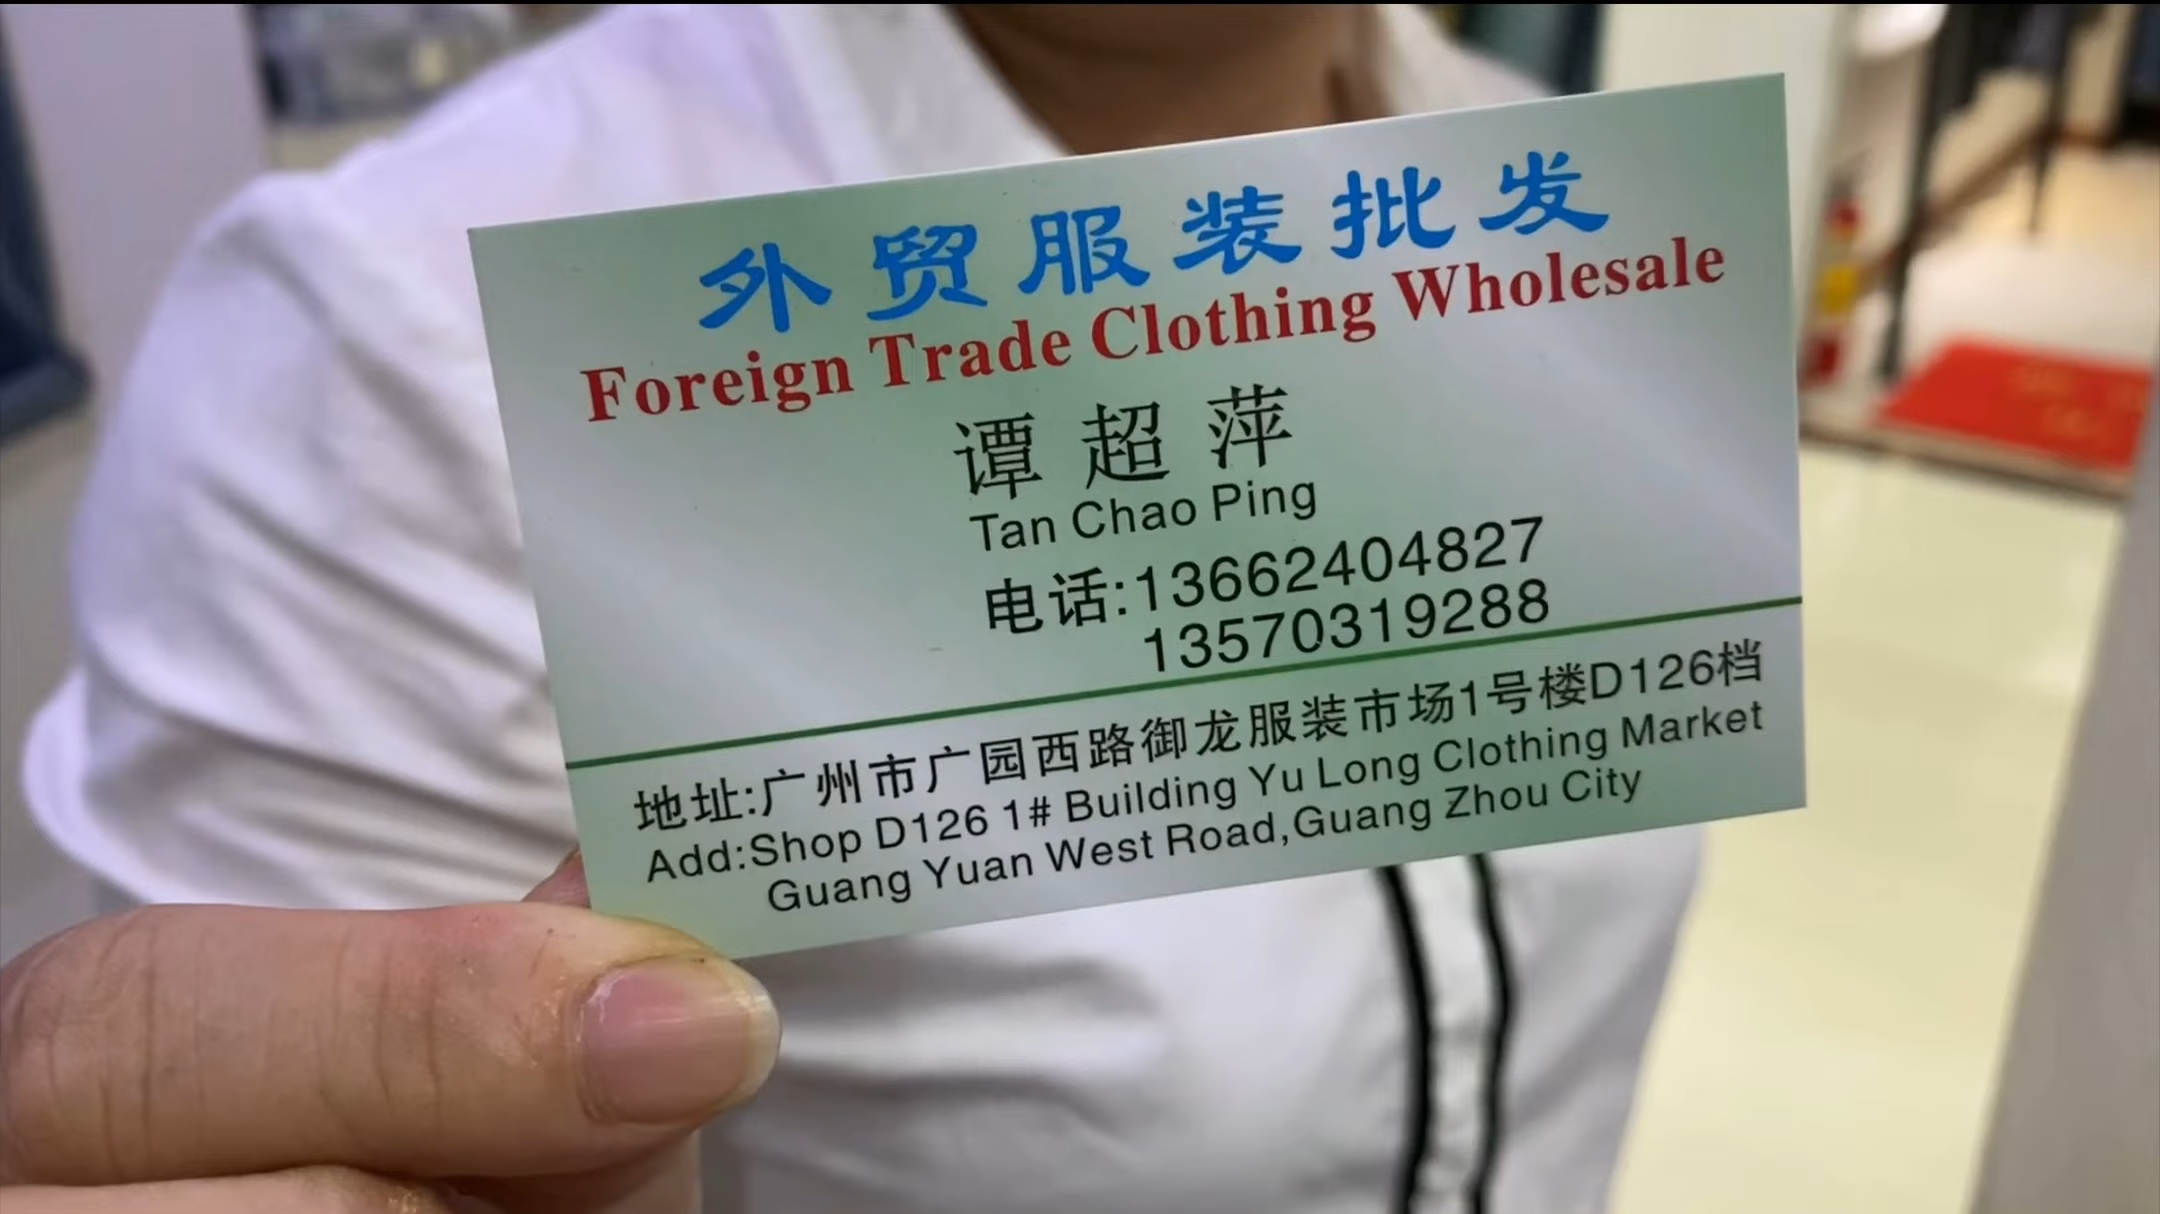 外贸服装批发
Foreign Trade Clothing Wholesale
谭超萍
Tan Chao Ping
电话:13662404827
13570319288
地址:广州市广园西路御龙服装市场1号楼D126档
Add:Shop D126 1# Building Yu Long Clothing Market
Guang Yuan West Road,Guang Zhou City